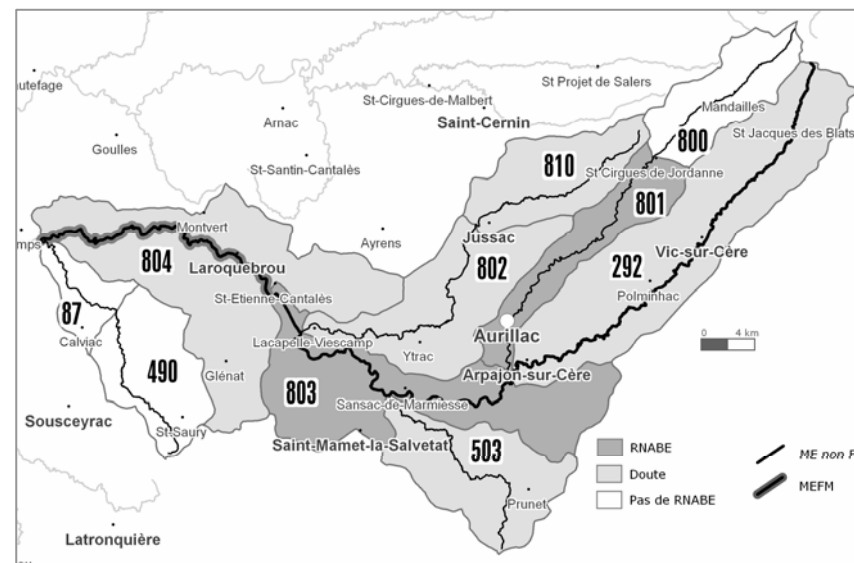 utefage
St Projet de Salers
St-Cirgues-de-Malbert
Mandailles
Arnac
Saint-Cernin
800
St Jacques des Blats
Goulles
St-Santin-Cantalès
810
St Cirgues de Jordanne
801
Montvert
Jussac
Ayrens
mps
804
Laroquebrou
802
292
Vic-sur-Cère
St-Etienne-Cantalès
Polminhac
87
Calviac
Lacapelle-Viescamp
Aurillac
0 4 km
Ytrac
490
Glénat
803
Arpajon-sur-Cère
Sansac-de-Marmiesse
Sousceyrac
St-Saury
Saint-Mamet-la-Salvetat
503
RNABE
Doute
Pas de RNABE
ME non F
MEFM
Prunet
Latronquière